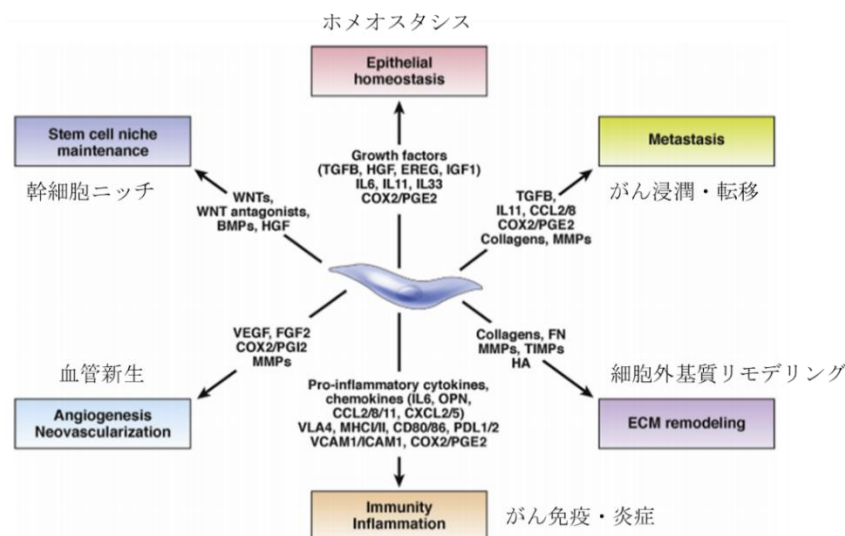 ホメオスタシス
Epithelial
homeostasis
Stem cell niche
maintenance
幹細胞ニッチ
Metastasis
がん浸潤・転移
Growth factors
(TGFB, HGF, EREG, IGF1)
IL6, IL11, IL33
COX2/PGE2
WNTs,
WNT antagonists,
BMPs, HGF
TGFB,
IL11, CCL2/8
COX2/PGE2
Collagens, MMPs
VEGF, FGF2
COX2/PGI2
MMPs
Collagens, FN
MMPs, TIMPs
HA
血管新生
Angiogenesis
Neovascularization
Pro-inflammatory cytokines,
chemokines (IL6, OPN,
CCL2/8/11, CXCL2/5)
VLA4, MHCI/II, CD80/86, PDL1/2
VCAM1/ICAM1, COX2/PGE2
細胞外基質リモデリング
ECM remodeling
Immunity
Inflammation
がん免疫・炎症